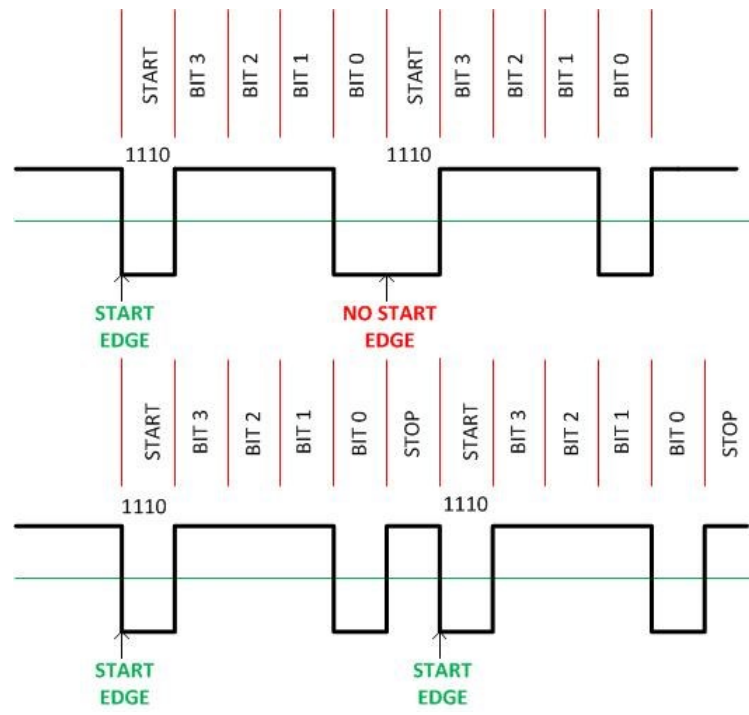 START BIT 3 BIT 2 BIT 1 BIT 0 START BIT 3 BIT 2 BIT 1 BIT 0
1110 1110
START
EDGE
NO START
EDGE
START BIT 3 BIT 2 BIT 1 BIT 0 STOP START BIT 3 BIT 2 BIT 1 BIT 0 STOP
1110 1110
START
EDGE
START
EDGE